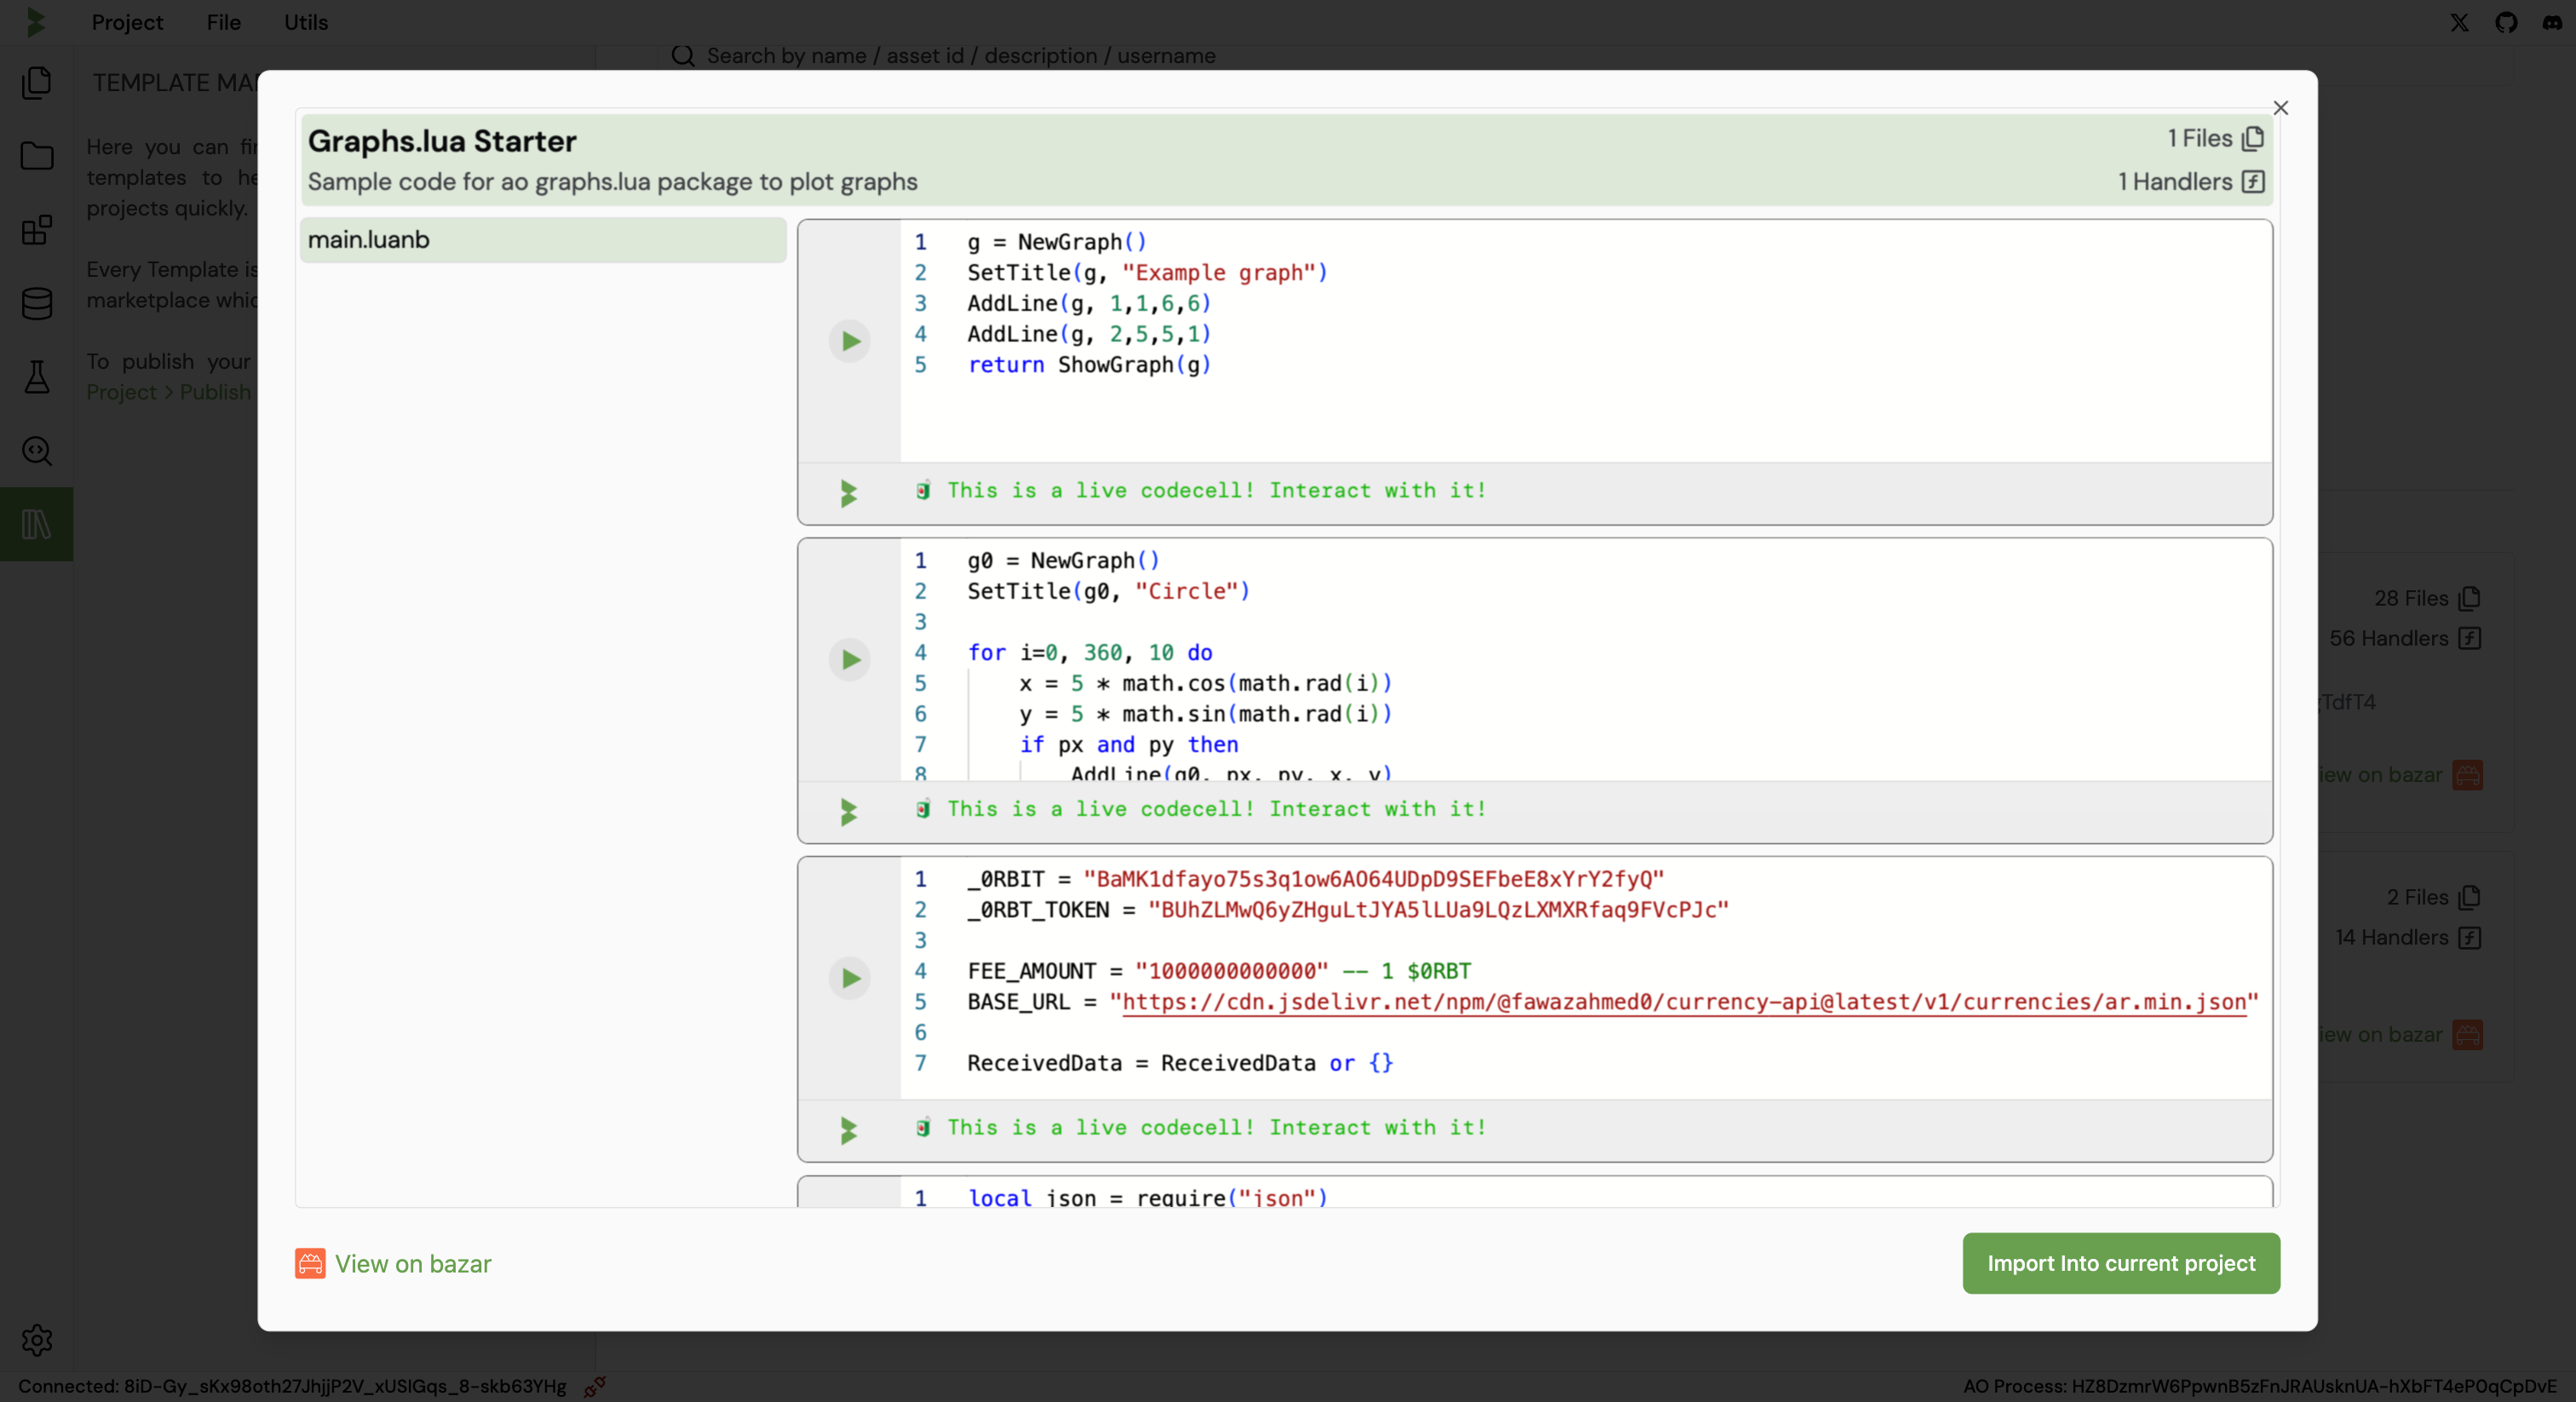 Project File Utils
Search by name / asset id / description / username
TEMPLATE MA
Here you can fi
templates to he
projects quickly.
Every Template is
marketplace whic
To publish your
Project > Publish
Graphs.lua Starter
1 Files
Sample code for ao graphs.lua package to plot graphs
1 Handlers
main.luanb
1 g = NewGraph()
2 SetTitle(g, "Example graph")
3 AddLine(g, 1,1,6,6)
4 AddLine(g, 2,5,5,1)
5 return ShowGraph(g)
🧃 This is a live codecell! Interact with it!
1 g0 = NewGraph()
2 SetTitle(g0, "Circle")
3
4 for i=0, 360, 10 do
5 x = 5 * math.cos(math.rad(i))
6 y = 5 * math.sin(math.rad(i))
7 if px and py then
8 AddLine(g0, px, py, x, y)
🧃 This is a live codecell! Interact with it!
1 _0RBIT = "BaMK1dfayo75s3q1ow6AO64UDpD9SEFbeE8xYrY2fyQ"
2 _0RBT_TOKEN = "BUhZLMwQ6yZHguLtJYA5lLUa9LQzLXMXRfaq9FVcPJc"
3
4 FEE_AMOUNT = "1000000000000" -- 1 $0RBT
5 BASE_URL = "https://cdn.jsdelivr.net/npm/@fawazahmed0/currency-api@latest/v1/currencies/ar.min.json"
6
7 ReceivedData = ReceivedData or {}
🧃 This is a live codecell! Interact with it!
1 local json = require("json")
View on bazar
Import Into current project
28 Files
56 Handlers
TdfT4
iew on bazar
2 Files
14 Handlers
iew on bazar
Connected: 8iD-Gy_sKx98oth27JhjjP2V_xUSIGqs_8-skb63YHg
AO Process: HZ8DzmrW6PpwnB5zFnJRAUsknUA-hXbFT4eP0qCpDvE